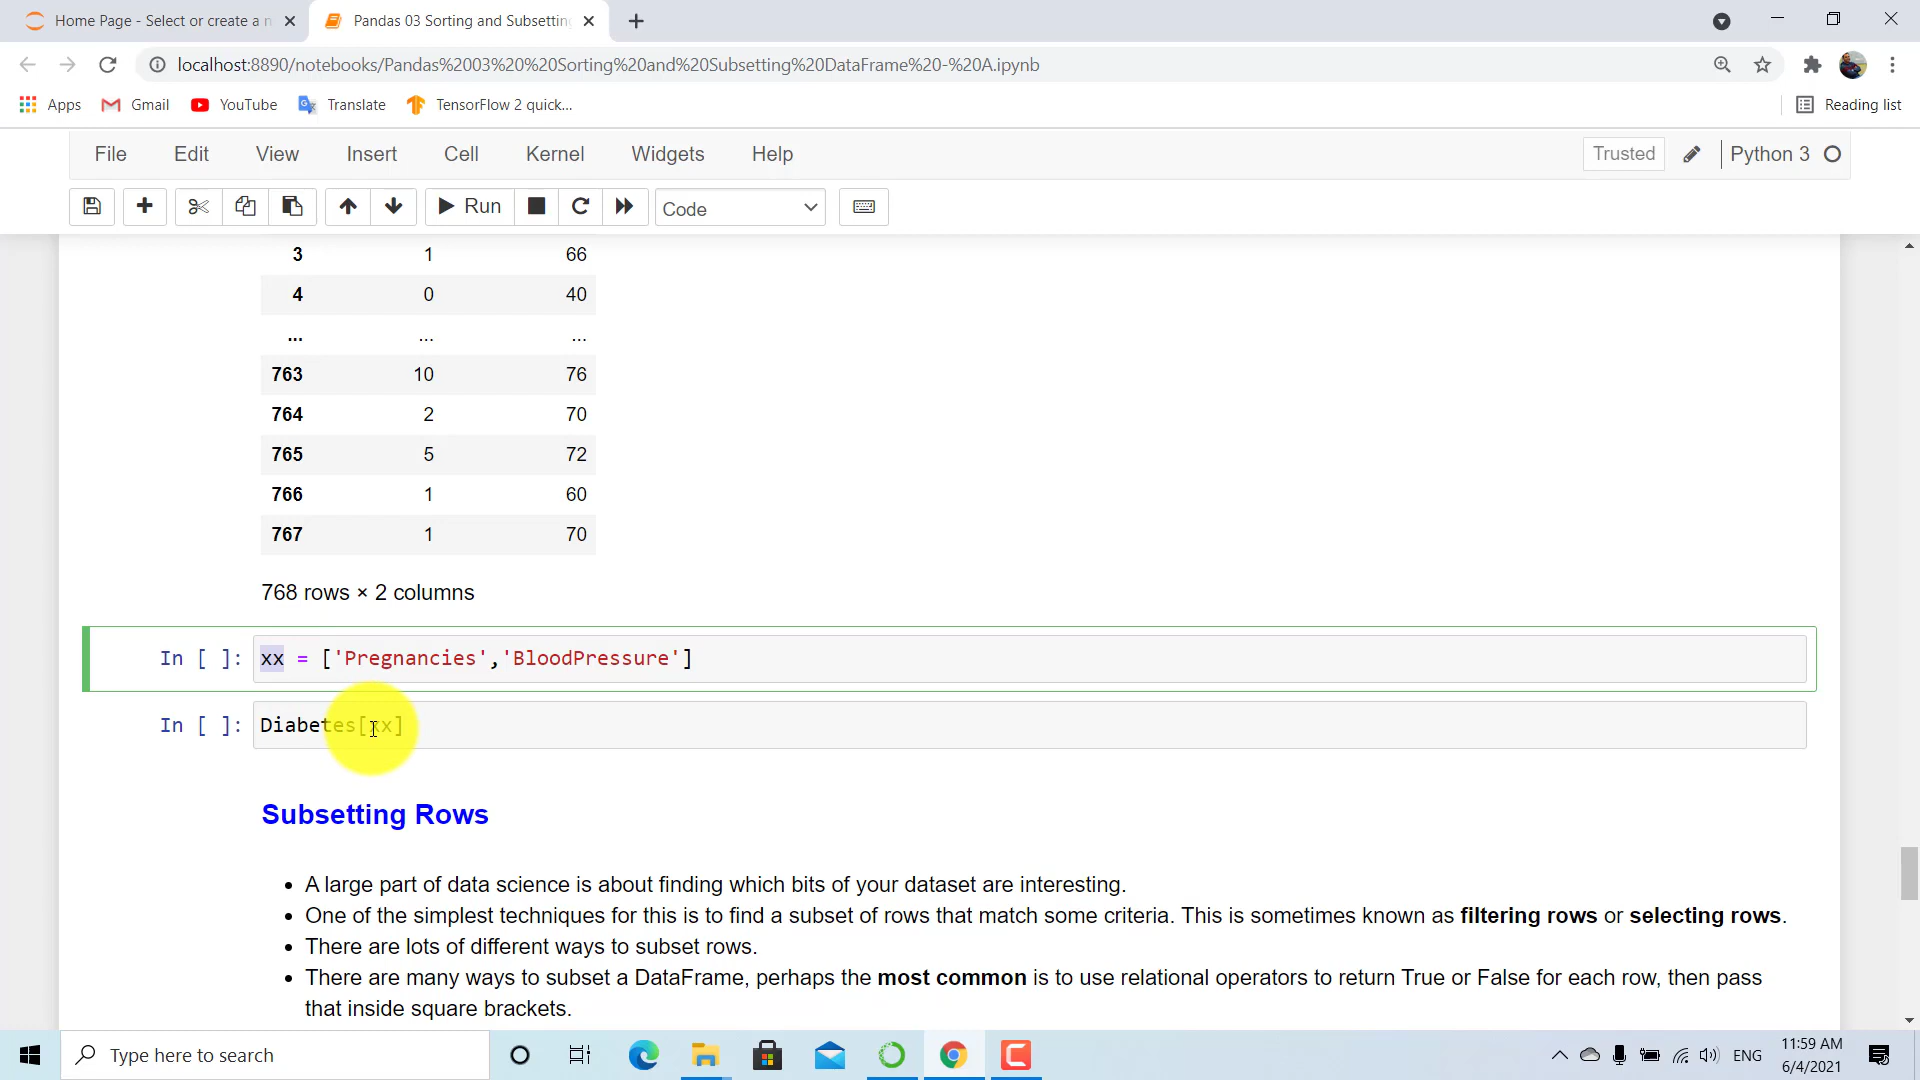 Home Page - Select or create a n
Pandas 03 Sorting and Subsettin
localhost:8890/notebooks/Pandas%2003%20%20Sorting%20and%20Subsetting%20DataFrame%20-%20A.ipynb
Apps Gmail YouTube Translate TensorFlow 2 quick... Reading list
File Edit View Insert Cell Kernel Widgets Help Trusted Python 3
Run Code
3 1 66
4 0 40
... ... ...
763 10 76
764 2 70
765 5 72
766 1 60
767 1 70
768 rows × 2 columns
In [ ]: xx = ['Pregnancies','BloodPressure']
In [ ]: Diabetes[xx]
Subsetting Rows
• A large part of data science is about finding which bits of your dataset are interesting.
• One of the simplest techniques for this is to find a subset of rows that match some criteria. This is sometimes known as filtering rows or selecting rows.
• There are lots of different ways to subset rows.
• There are many ways to subset a DataFrame, perhaps the most common is to use relational operators to return True or False for each row, then pass
that inside square brackets.
Type here to search
ENG
11:59 AM
6/4/2021